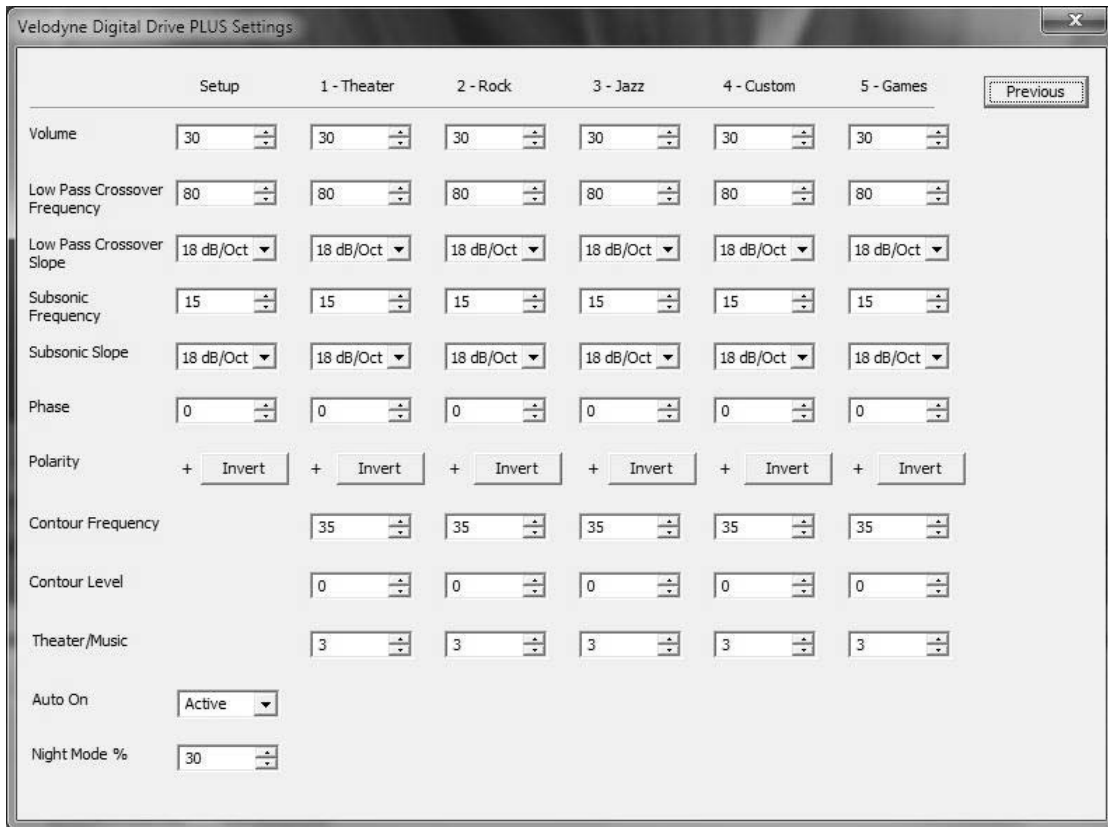 Velodyne Digital Drive PLUS Settings
x
Setup 1 - Theater 2 - Rock 3 - Jazz 4 - Custom 5 - Games
Previous
Volume 30 30 30 30 30 30
Low Pass Crossover
Frequency
80 80 80 80 80 80
Low Pass Crossover
Slope
18 dB/Oct 18 dB/Oct 18 dB/Oct 18 dB/Oct 18 dB/Oct 18 dB/Oct
Subsonic
Frequency
15 15 15 15 15 15
Subsonic Slope 18 dB/Oct 18 dB/Oct 18 dB/Oct 18 dB/Oct 18 dB/Oct 18 dB/Oct
Phase 0 0 0 0 0 0
Polarity + Invert + Invert + Invert + Invert + Invert + Invert
Contour Frequency 35 35 35 35 35
Contour Level 0 0 0 0 0
Theater/Music 3 3 3 3 3
Auto On Active
Night Mode % 30